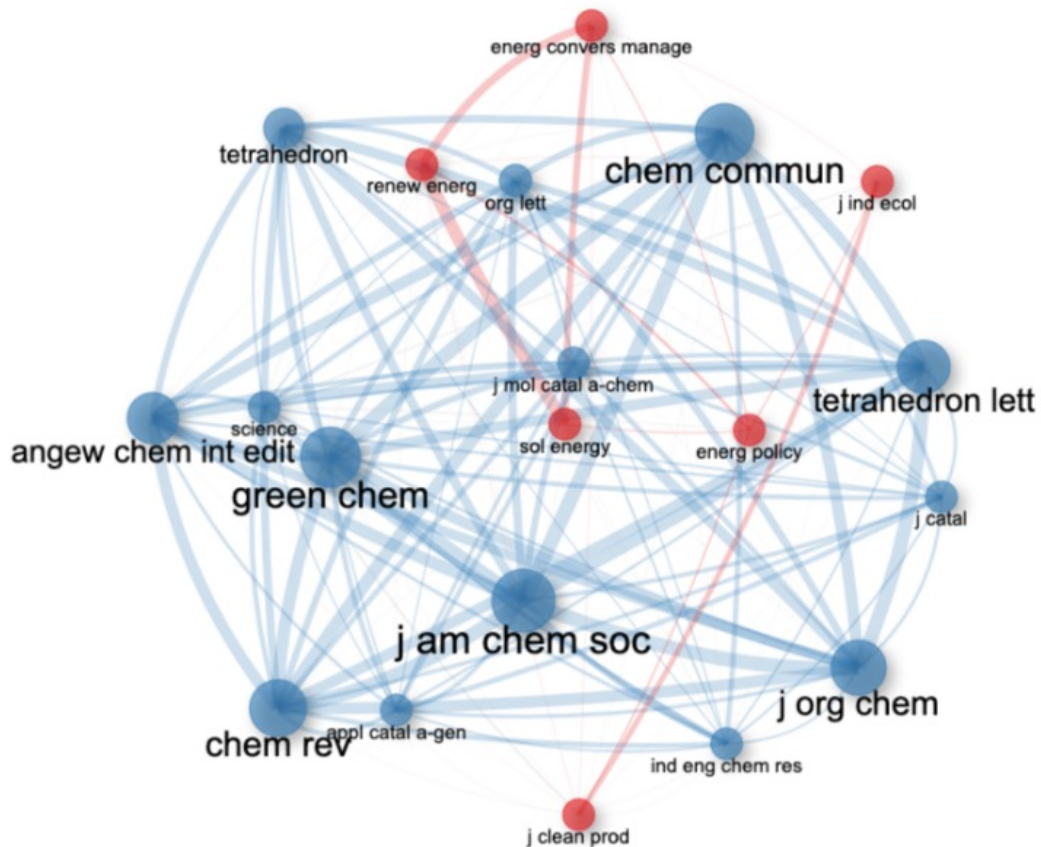 energ convers manage
tetrahedron
chem commun
renew energ
org lett
j ind ecol
j mol catal a-chem
tetrahedron lett
science
sol energy
energ policy
angew chem int edit
green chem
j catal
j am chem soc
j org chem
appl catal a-gen
chem rev
ind eng chem res
j clean prod